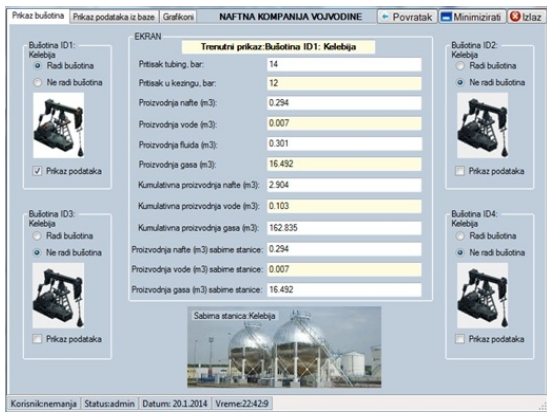 Prikaz bušotina Prikaz podataka iz baze Grafikoni NAFTNA KOMPANIJA VOJVODINE Povratak Minimizirati Izlaz
Bušotina ID1:
Kelebija
Radi bušotina
Ne radi bušotina
Prikaz podataka
Bušotina ID3:
Kelebija
Radi bušotina
Ne radi bušotina
Prikaz podataka
EKRAN
Trenutni prikaz:Bušotina ID1: Kelebija
Pritisak tubing, bar: 14
Pritisak u kezingu, bar: 12
Proizvodnja nafte (m3): 0.294
Proizvodnja vode (m3): 0.007
Proizvodnja fluida (m3): 0.301
Proizvodnja gasa (m3): 16.492
Kumulativna proizvodnja nafte (m3): 2.904
Kumulativna proizvodnja vode (m3): 0.103
Kumulativna proizvodnja gasa (m3): 162.835
Proizvodnja nafte (m3) sabirne stanice: 0.294
Proizvodnja vode (m3) sabirne stanice: 0.007
Proizvodnja gasa (m3) sabirne stanice: 16.492
Sabirna stanica:Kelebija
Bušotina ID2:
Kelebija
Radi bušotina
Ne radi bušotina
Prikaz podataka
Bušotina ID4:
Kelebija
Radi bušotina
Ne radi bušotina
Prikaz podataka
Korisnik:nemanja Status:admin Datum: 20.1.2014 Vreme:22:42:9